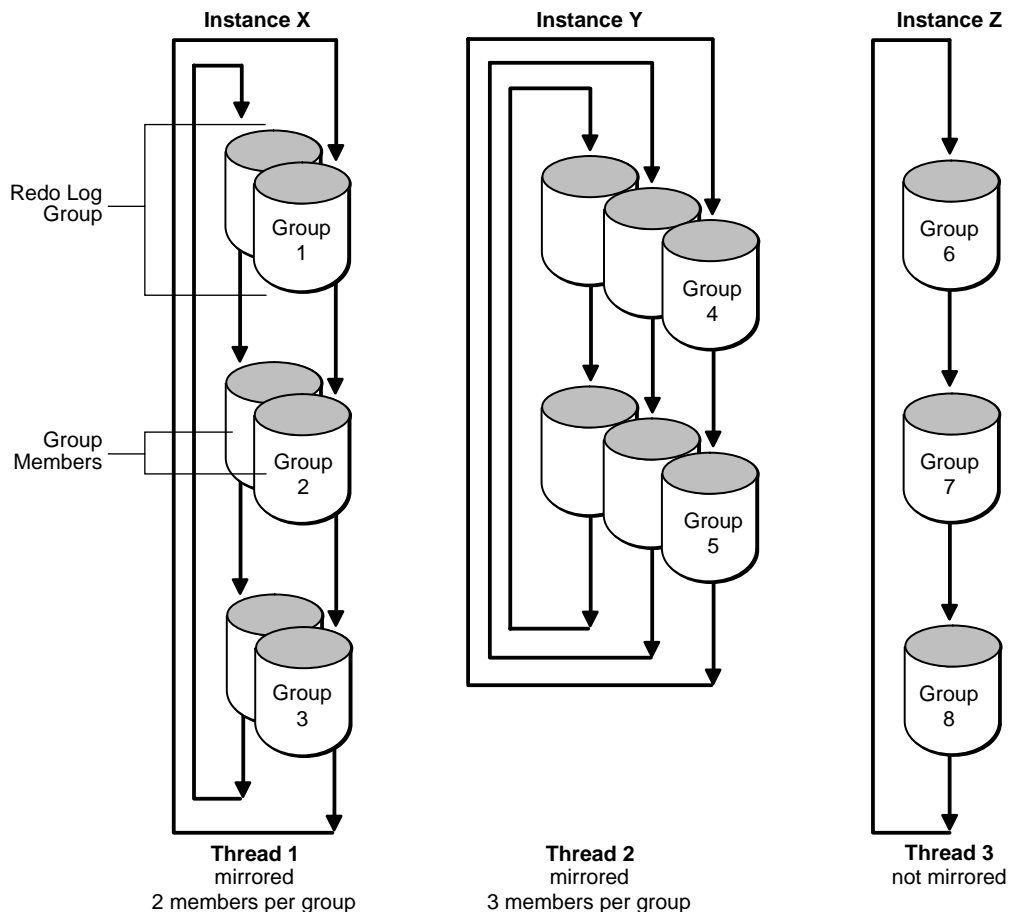 Instance X
Instance Y
Instance Z
Redo Log
Group
Group
1
Group
Members
Group
2
Group
3
Group
4
Group
5
Group
6
Group
7
Group
8
Thread 1
mirrored
2 members per group
Thread 2
mirrored
3 members per group
Thread 3
not mirrored